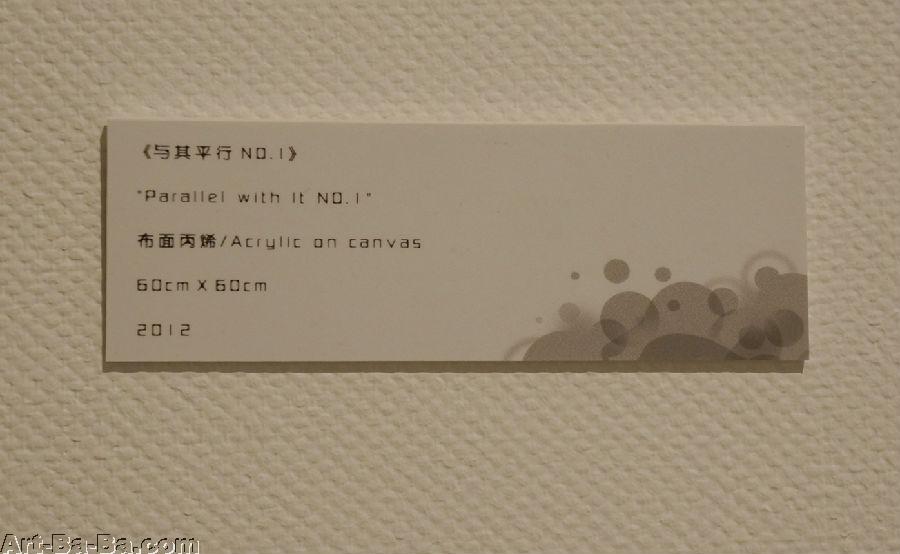 《与其平行 NO.1》
"Parallel with It NO.1"
布面丙烯/Acrylic on canvas
60cm X 60cm
2012
Art-Ba-Ba.com